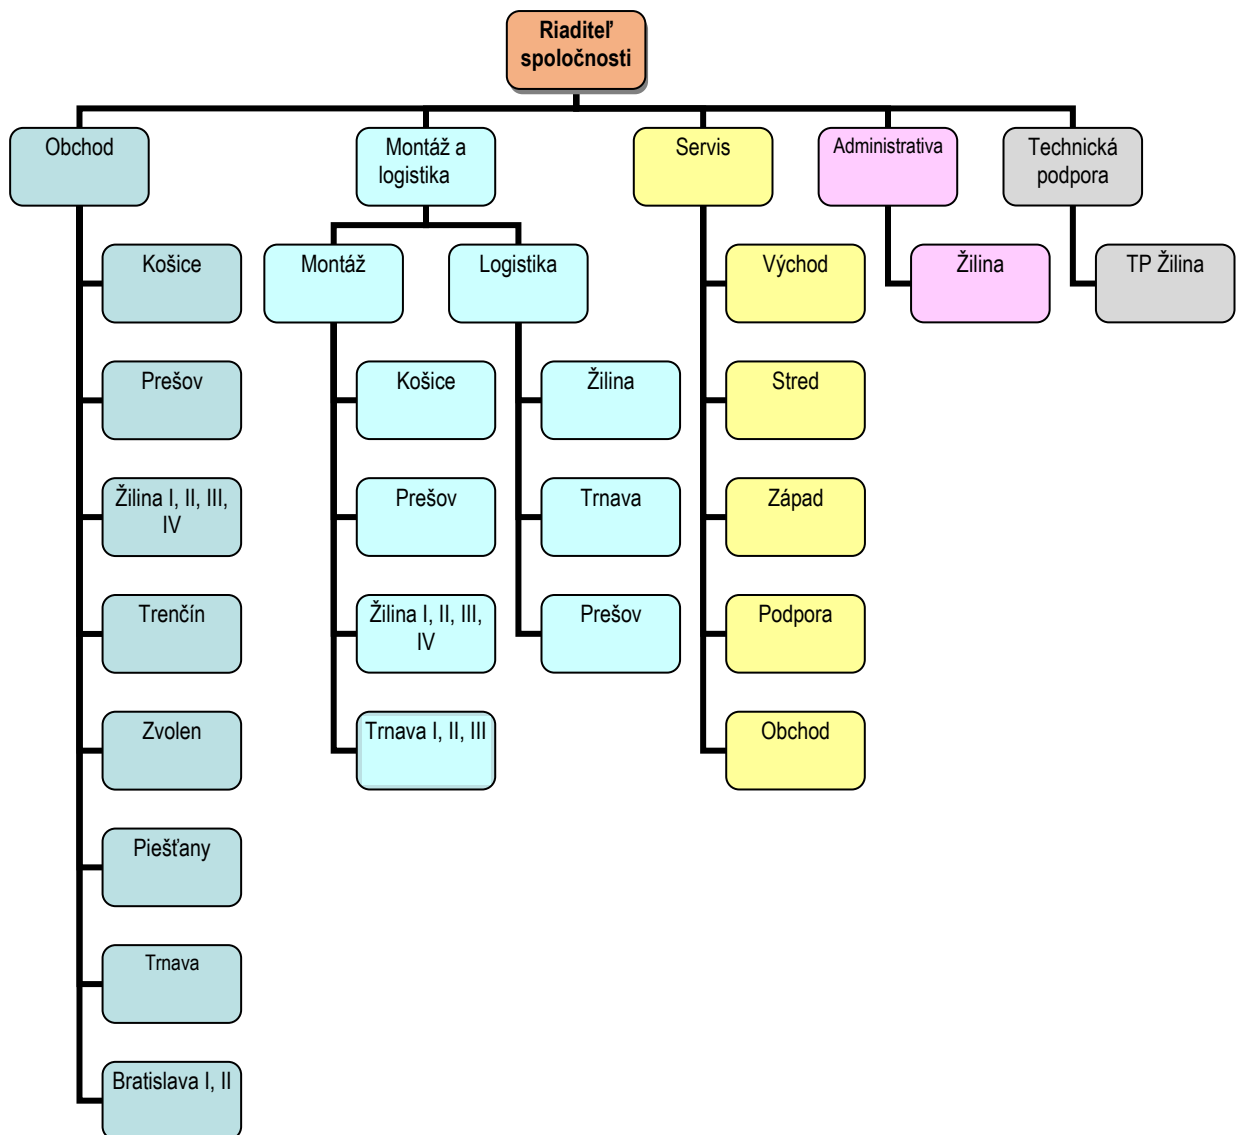 Riaditeľ
spoločnosti
Obchod
Montáž a
logistika
Servis
Administrativa
Technická
podpora
Košice
Montáž
Logistika
Východ
Žilina
TP Žilina
Prešov
Košice
Žilina
Stred
Žilina I, II, III,
IV
Prešov
Trnava
Západ
Trenčín
Žilina I, II, III,
IV
Prešov
Podpora
Zvolen
Trnava I, II, III
Obchod
Piešťany
Trnava
Bratislava I, II